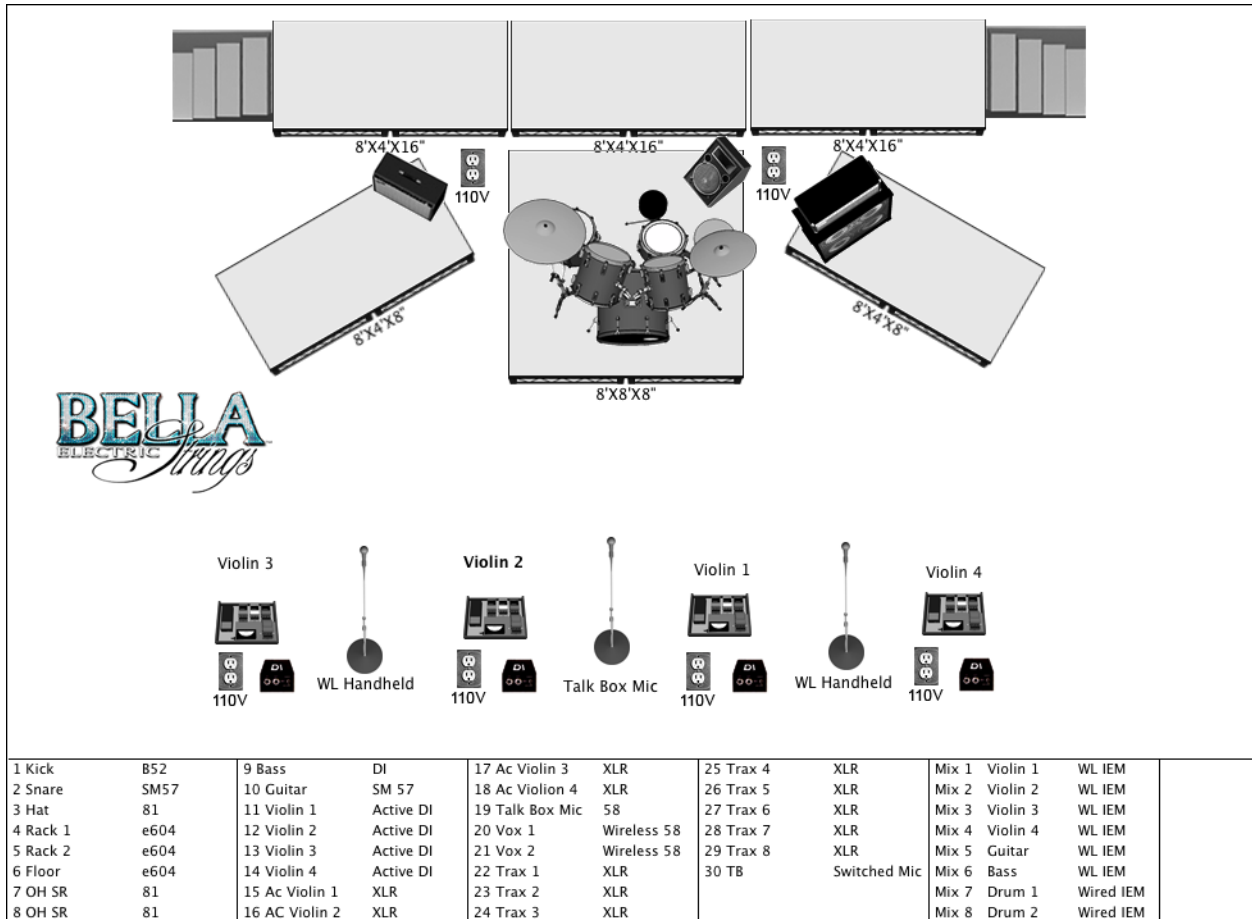 8'X4'X16"
8'X4'X16"
8'X4'X16"
110V
110V
8'X4'X8"
8'X4'X8"
8'X8'X8"
BELLA
ELECTRIC Strings
Violin 3
Violin 2
Violin 1
Violin 4
DI
DI
DI
DI
WL Handheld
Talk Box Mic
WL Handheld
110V
110V
110V
110V
1 Kick B52 9 Bass DI 17 Ac Violin 3 XLR 25 Trax 4 XLR Mix 1 Violin 1 WL IEM
2 Snare SM57 10 Guitar SM 57 18 Ac Violion 4 XLR 26 Trax 5 XLR Mix 2 Violin 2 WL IEM
3 Hat 81 11 Violin 1 Active DI 19 Talk Box Mic 58 27 Trax 6 XLR Mix 3 Violin 3 WL IEM
4 Rack 1 e604 12 Violin 2 Active DI 20 Vox 1 Wireless 58 28 Trax 7 XLR Mix 4 Violin 4 WL IEM
5 Rack 2 e604 13 Violin 3 Active DI 21 Vox 2 Wireless 58 29 Trax 8 XLR Mix 5 Guitar WL IEM
6 Floor e604 14 Violin 4 Active DI 22 Trax 1 XLR 30 TB Switched Mic Mix 6 Bass WL IEM
7 OH SR 81 15 Ac Violin 1 XLR 23 Trax 2 XLR Mix 7 Drum 1 Wired IEM
8 OH SR 81 16 AC Violin 2 XLR 24 Trax 3 XLR Mix 8 Drum 2 Wired IEM